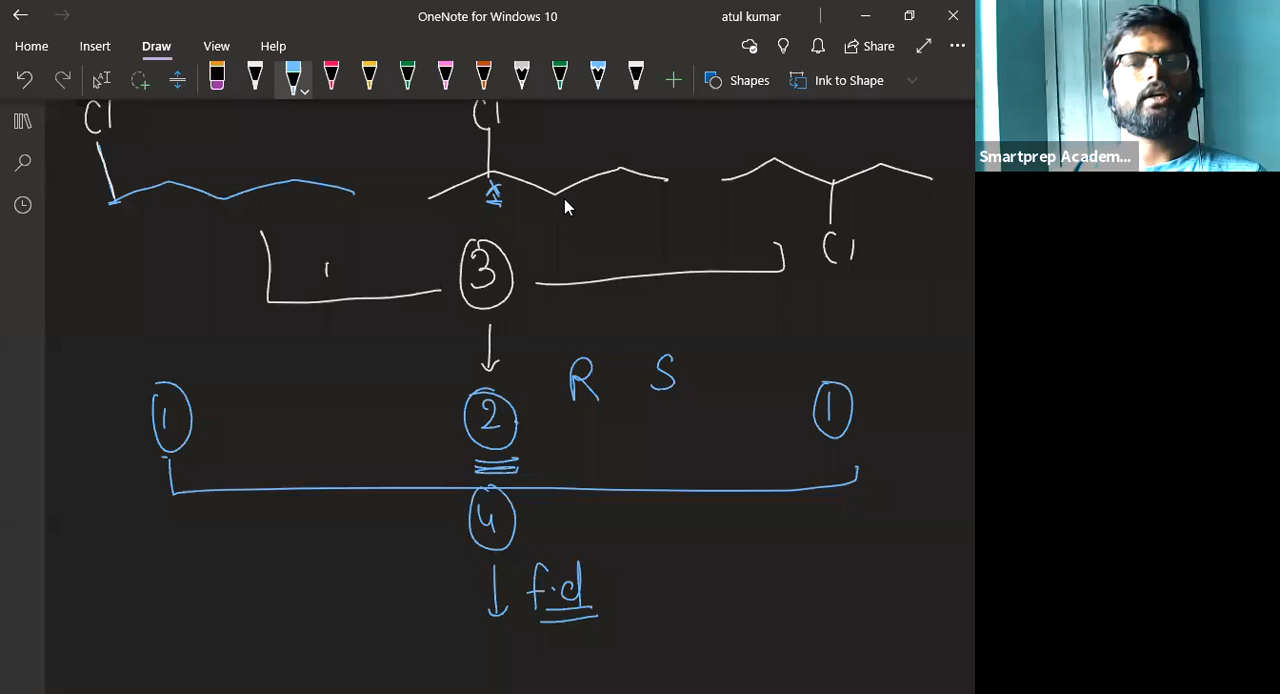 OneNote for Windows 10
atul kumar
Home Insert Draw View Help
Share
Shapes
Ink to Shape
Smartprep Academ...
Cl Cl
x
Cl
1 3
R S
1 2 1
4
f.d